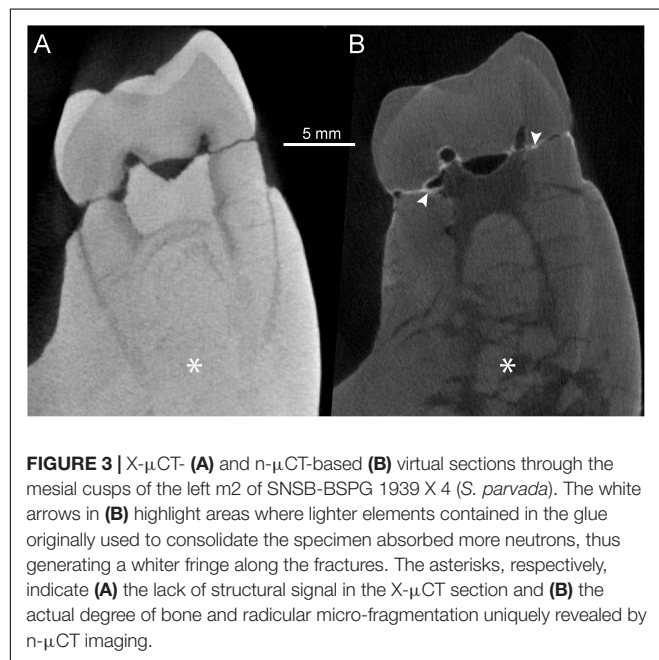 A
B
5 mm
*
*
FIGURE 3 | X-μCT- (A) and n-μCT-based (B) virtual sections through the
mesial cusps of the left m2 of SNSB-BSPG 1939 X 4 (S. parvada). The white
arrows in (B) highlight areas where lighter elements contained in the glue
originally used to consolidate the specimen absorbed more neutrons, thus
generating a whiter fringe along the fractures. The asterisks, respectively,
indicate (A) the lack of structural signal in the X-μCT section and (B) the
actual degree of bone and radicular micro-fragmentation uniquely revealed by
n-μCT imaging.